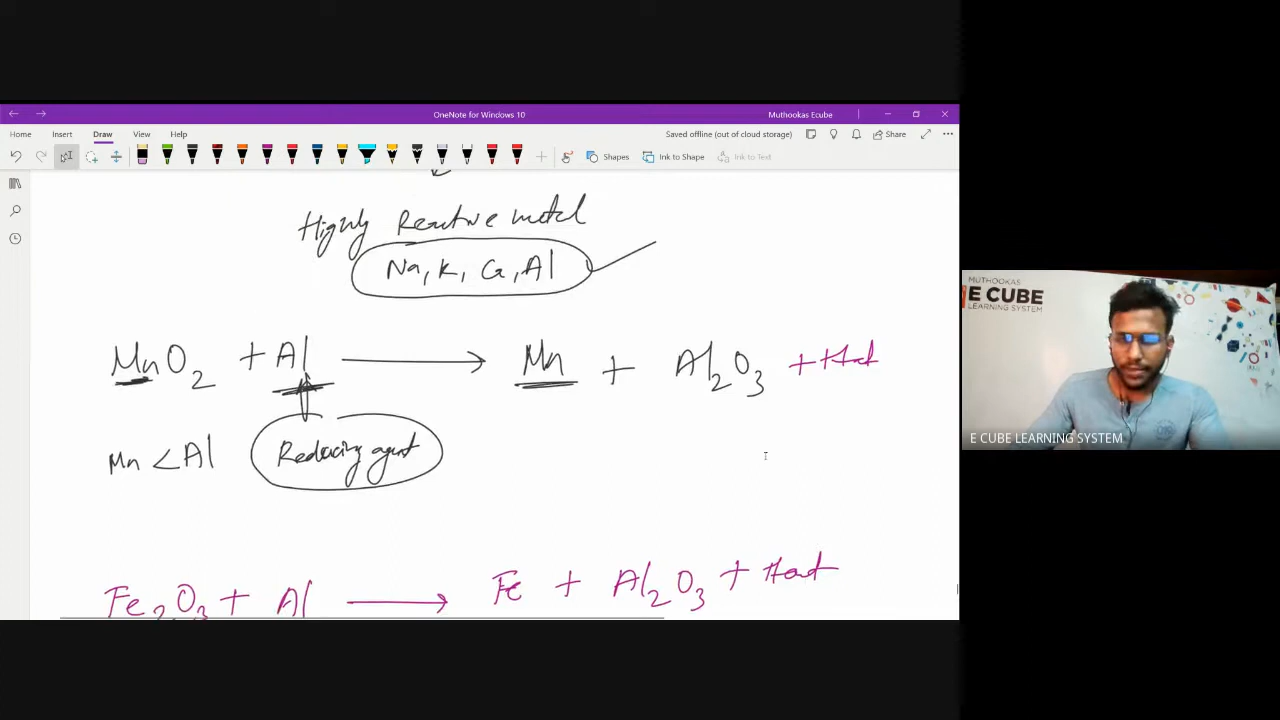 OneNote for Windows 10
Muthookas Ecube
Home Insert Draw View Help
Saved offline (out of cloud storage)
Share
Shapes
Ink to Shape
Ink to Text
Highly Reactive metal
Na, K, Ca, Al
MnO2 + Al → Mn + Al2O3 + Heat
Mn < Al
Reducing agent
Fe2O3 + Al → Fe + Al2O3 + Heat
MUTHOOKAS
E CUBE
LEARNING SYSTEM
E CUBE LEARNING SYSTEM